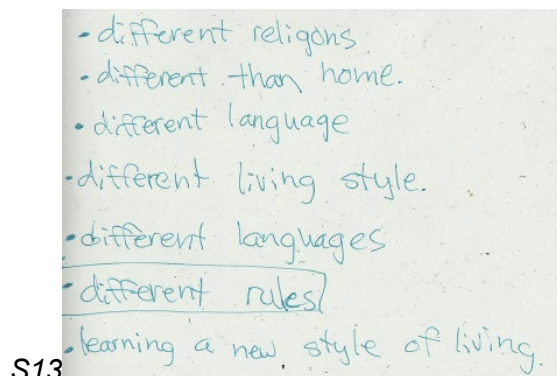 • different religons
• different than home.
• different language
• different living style.
• different languages
• different rules
• learning a new style of living.
S13